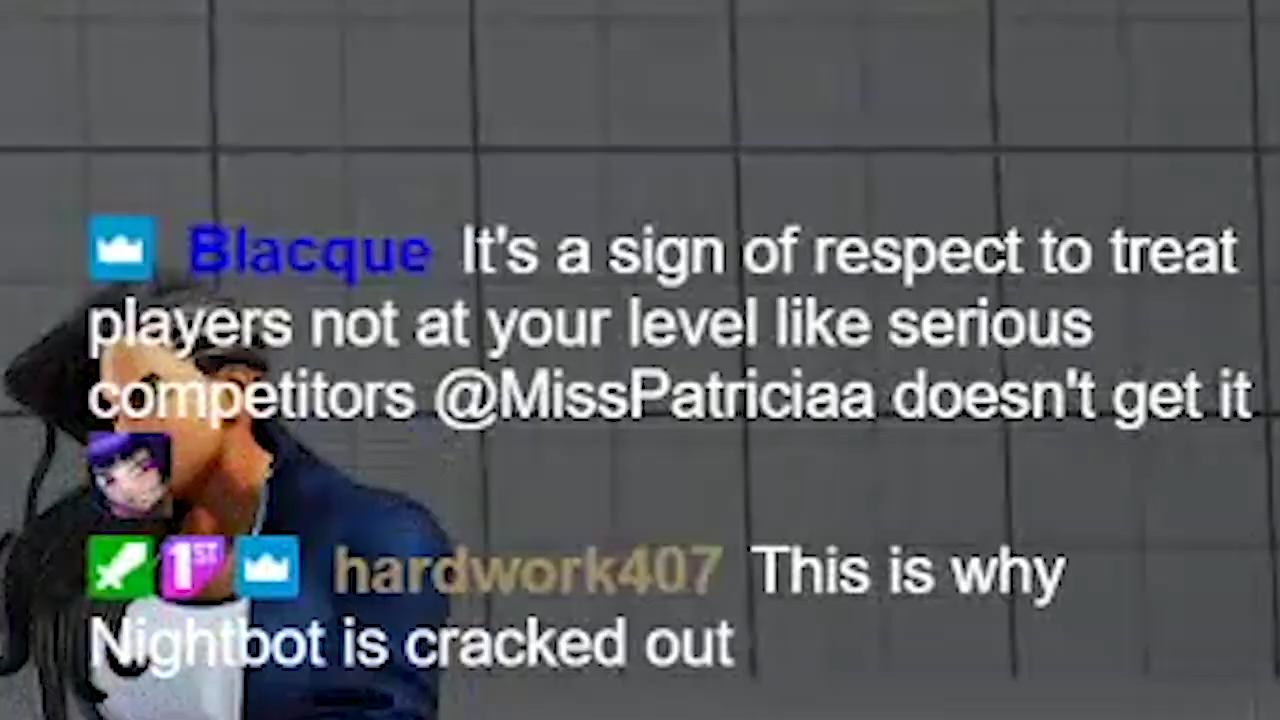 Blacque It's a sign of respect to treat
players not at your level like serious
competitors @MissPatriciaa doesn't get it
1ST hardwork407 This is why
Nightbot is cracked out